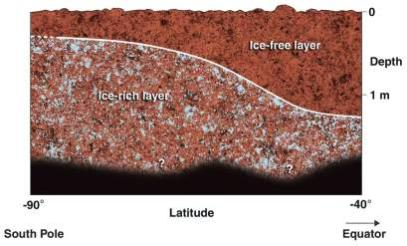 0
Ice-free layer
Depth
Ice-rich layer
1 m
?
?
-90°
-40°
Latitude
South Pole
Equator